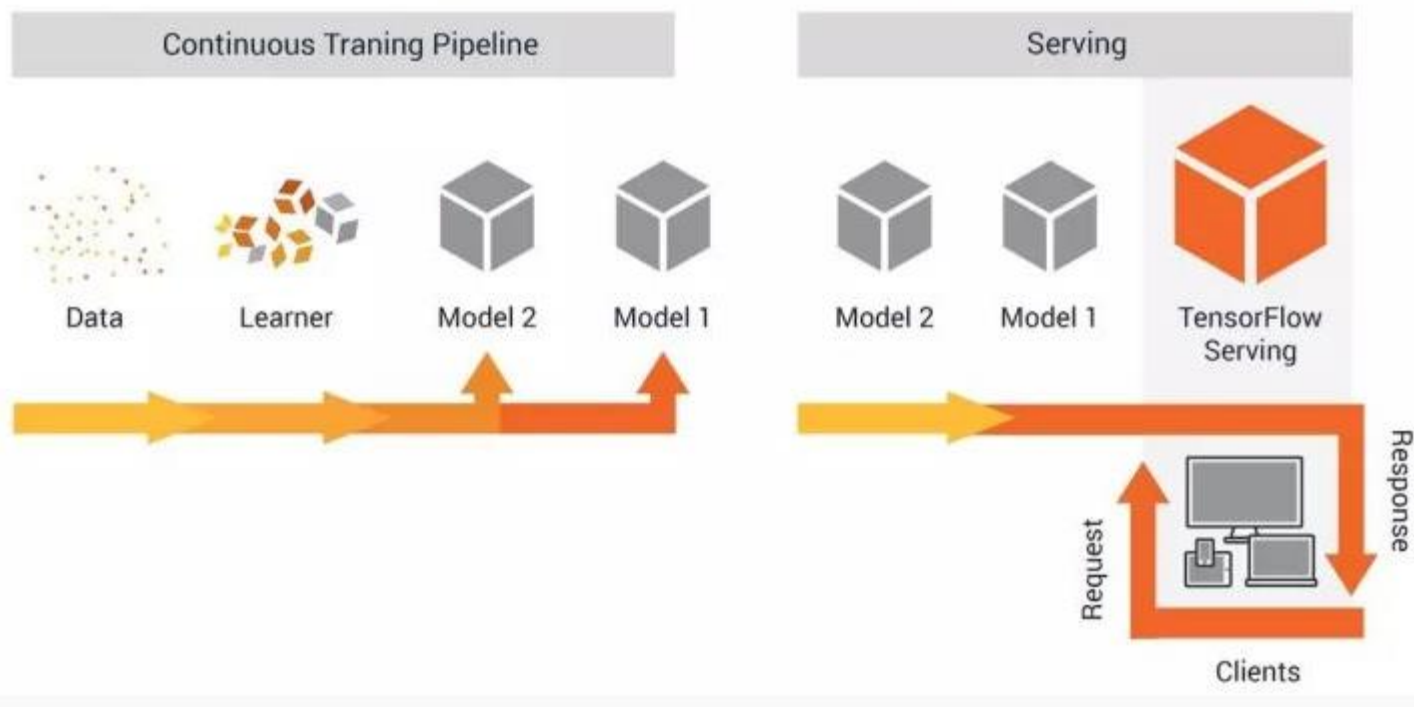 Continuous Traning Pipeline
Serving
Data
Learner
Model 2
Model 1
Model 2
Model 1
TensorFlow
Serving
Response
Request
Clients